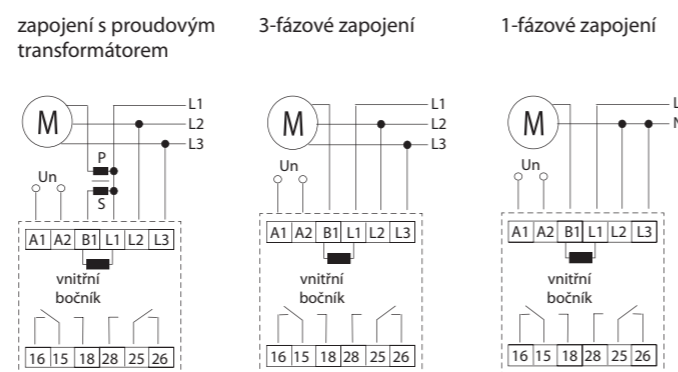 zapojení s proudovým
transformátorem
3-fázové zapojení
1-fázové zapojení
M
L1
L2
L3
P
S
Un
A1 A2 B1 L1 L2 L3
vnitřní
bočník
16 15 18 28 25 26
M
L1
L2
L3
Un
A1 A2 B1 L1 L2 L3
vnitřní
bočník
16 15 18 28 25 26
M
L
N
Un
A1 A2 B1 L1 L2 L3
vnitřní
bočník
16 15 18 28 25 26